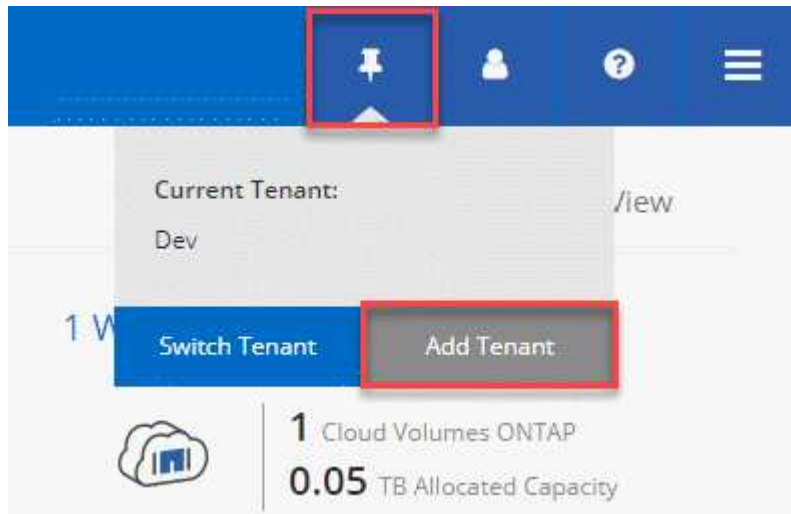 Current Tenant:
Dev
Switch Tenant
Add Tenant
1 Cloud Volumes ONTAP
0.05 TB Allocated Capacity